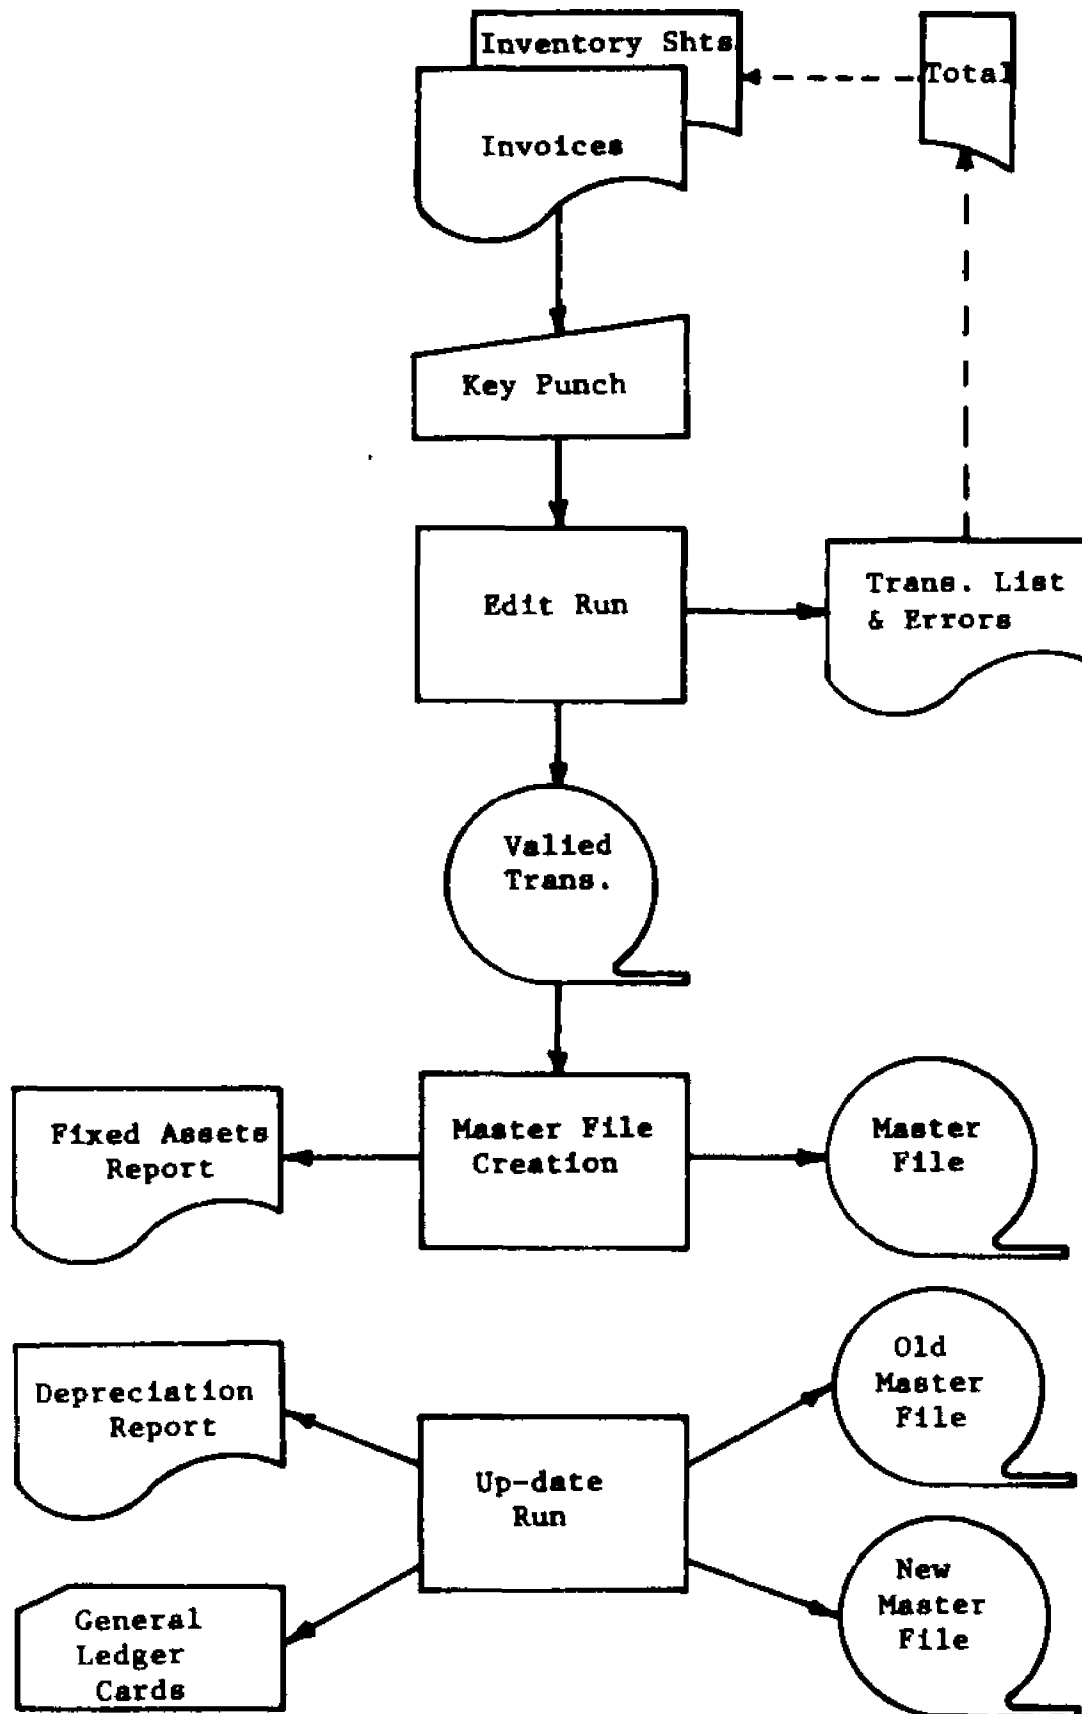 Inventory Shts
Total
Invoices
Key Punch
Edit Run
Trans. List
& Errors
Valied
Trans.
Fixed Assets
Report
Master File
Creation
Master
File
Depreciation
Report
Up-date
Run
Old
Master
File
General
Ledger
Cards
New
Master
File